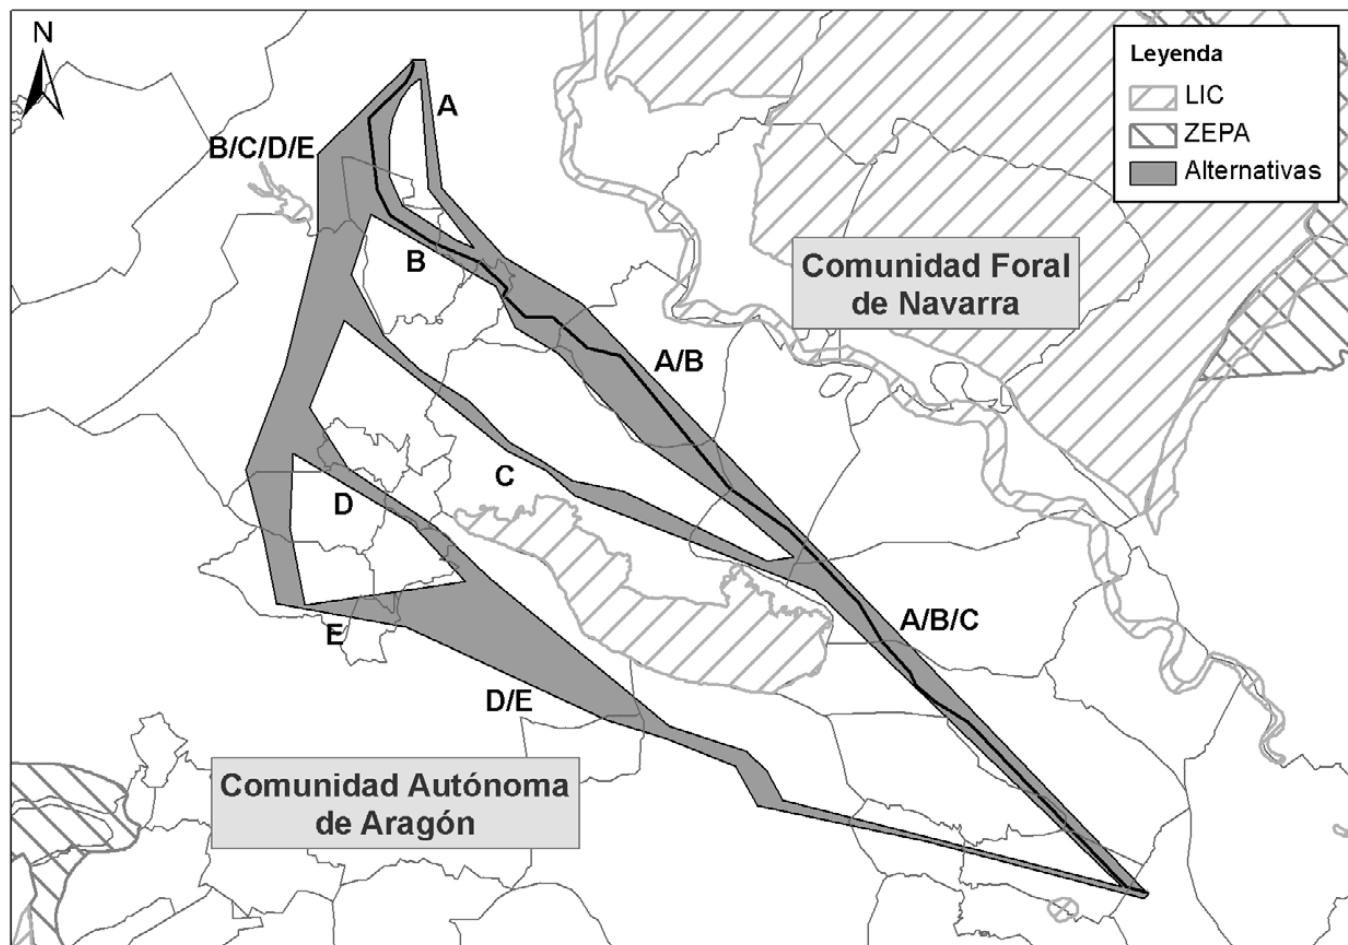 N
Leyenda
LIC
ZEPA
Alternativas
A
B/C/D/E
B
Comunidad Foral
de Navarra
A/B
C
D
A/B/C
E
D/E
Comunidad Autónoma
de Aragón